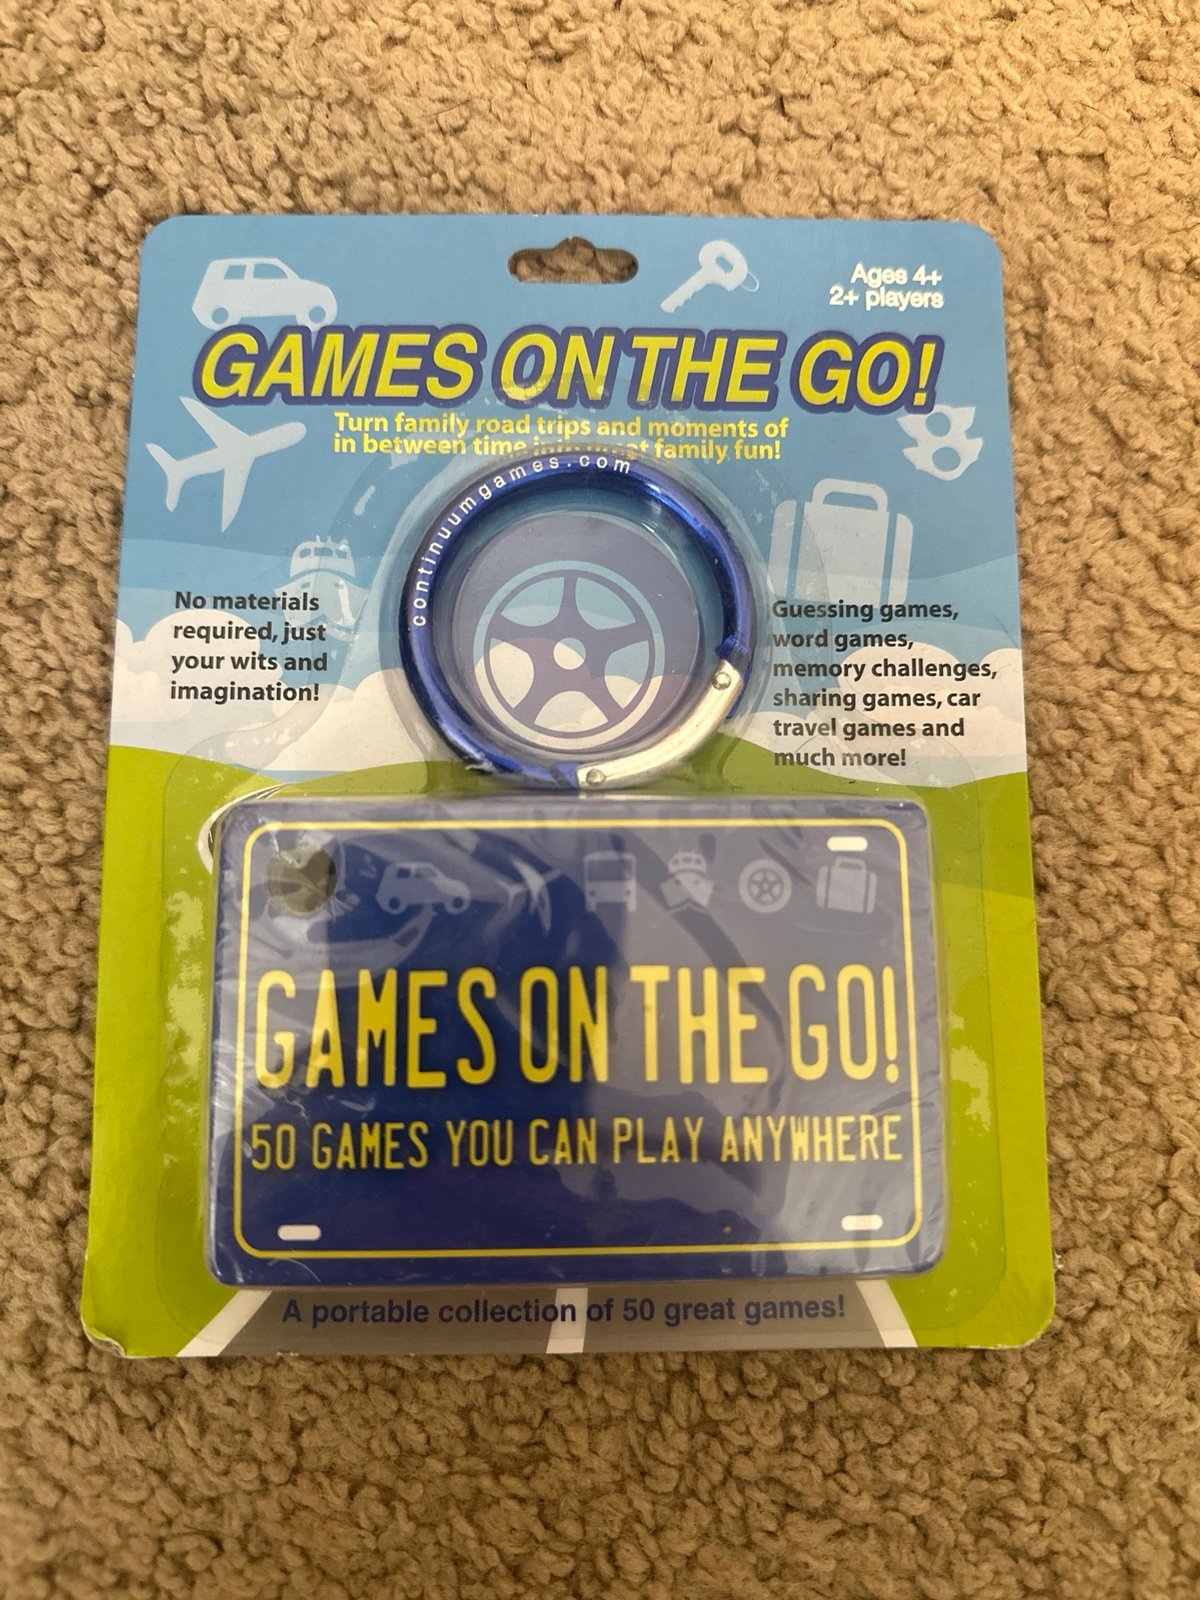 Ages 4+
2+ players
GAMES ON THE GO!
Turn family road trips and moments of
in between time into great family fun!
continuumgames.com
No materials
required, just
your wits and
imagination!
Guessing games,
word games,
memory challenges,
sharing games, car
travel games and
much more!
GAMES ON THE GO!
50 GAMES YOU CAN PLAY ANYWHERE
A portable collection of 50 great games!